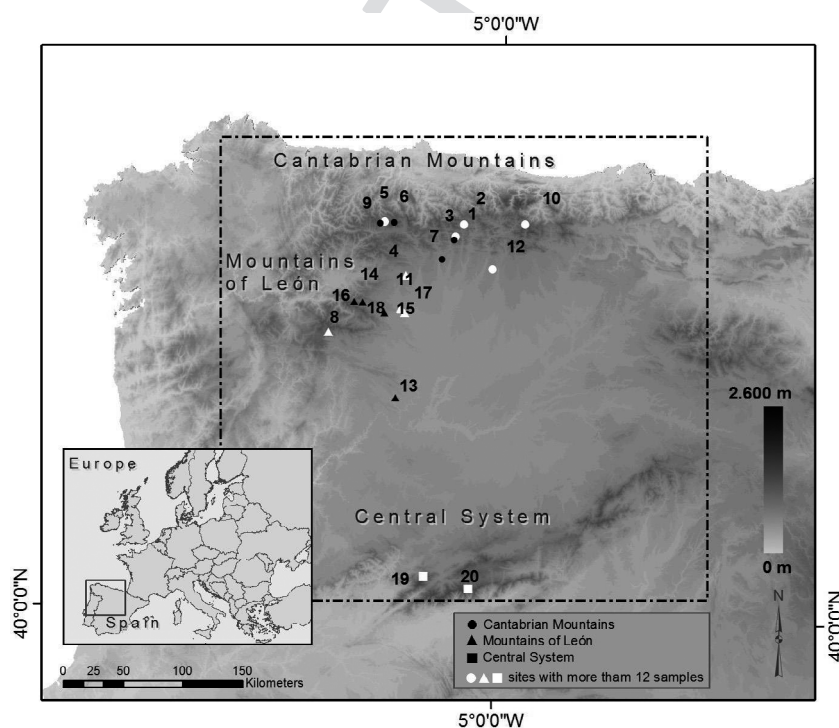 5°0'0"W
Cantabrian Mountains
5 6 2 10
9 3 1
7 12
4
Mountains
of León
14
11
17
16 18 15
8
13
2.600 m
Europe
Spain
Central System
0 m
19 20
N
40°0'0"N
40°0'0"N
Cantabrian Mountains
Mountains of León
Central System
sites with more tham 12 samples
0 25 50 100 150
Kilometers
5°0'0"W